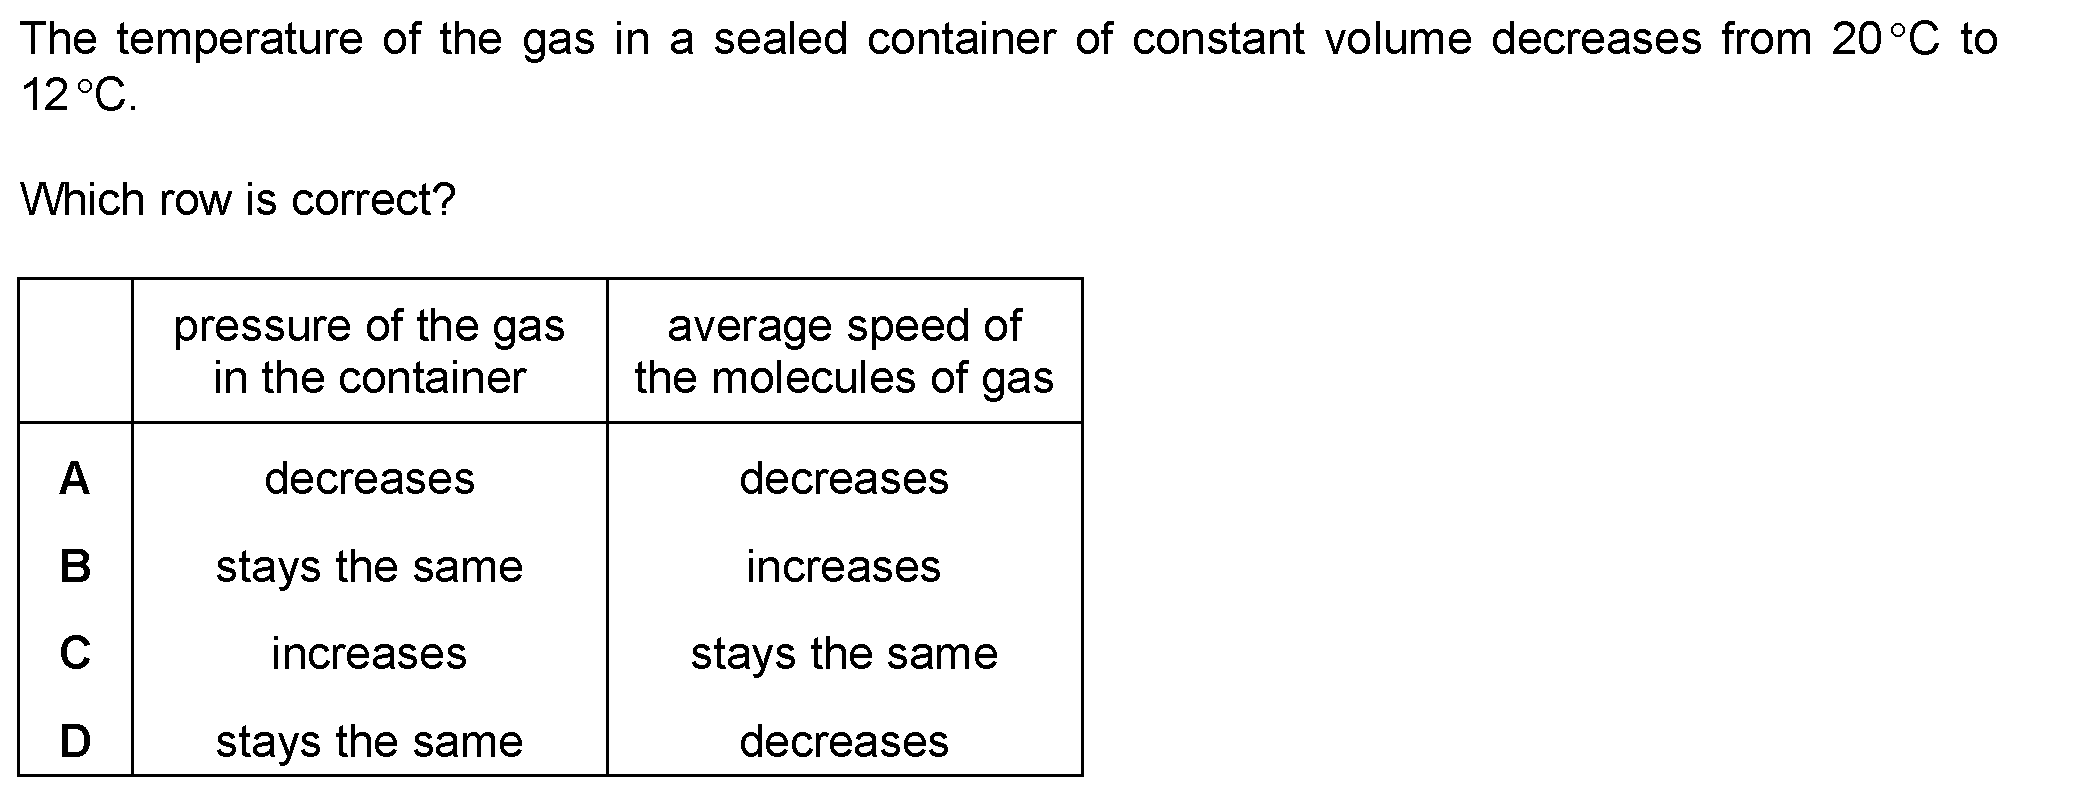 The temperature of the gas in a sealed container of constant volume decreases from 20 °C to
12 °C.
Which row is correct?
pressure of the gas in the container average speed of the molecules of gas
A decreases decreases
B stays the same increases
C increases stays the same
D stays the same decreases